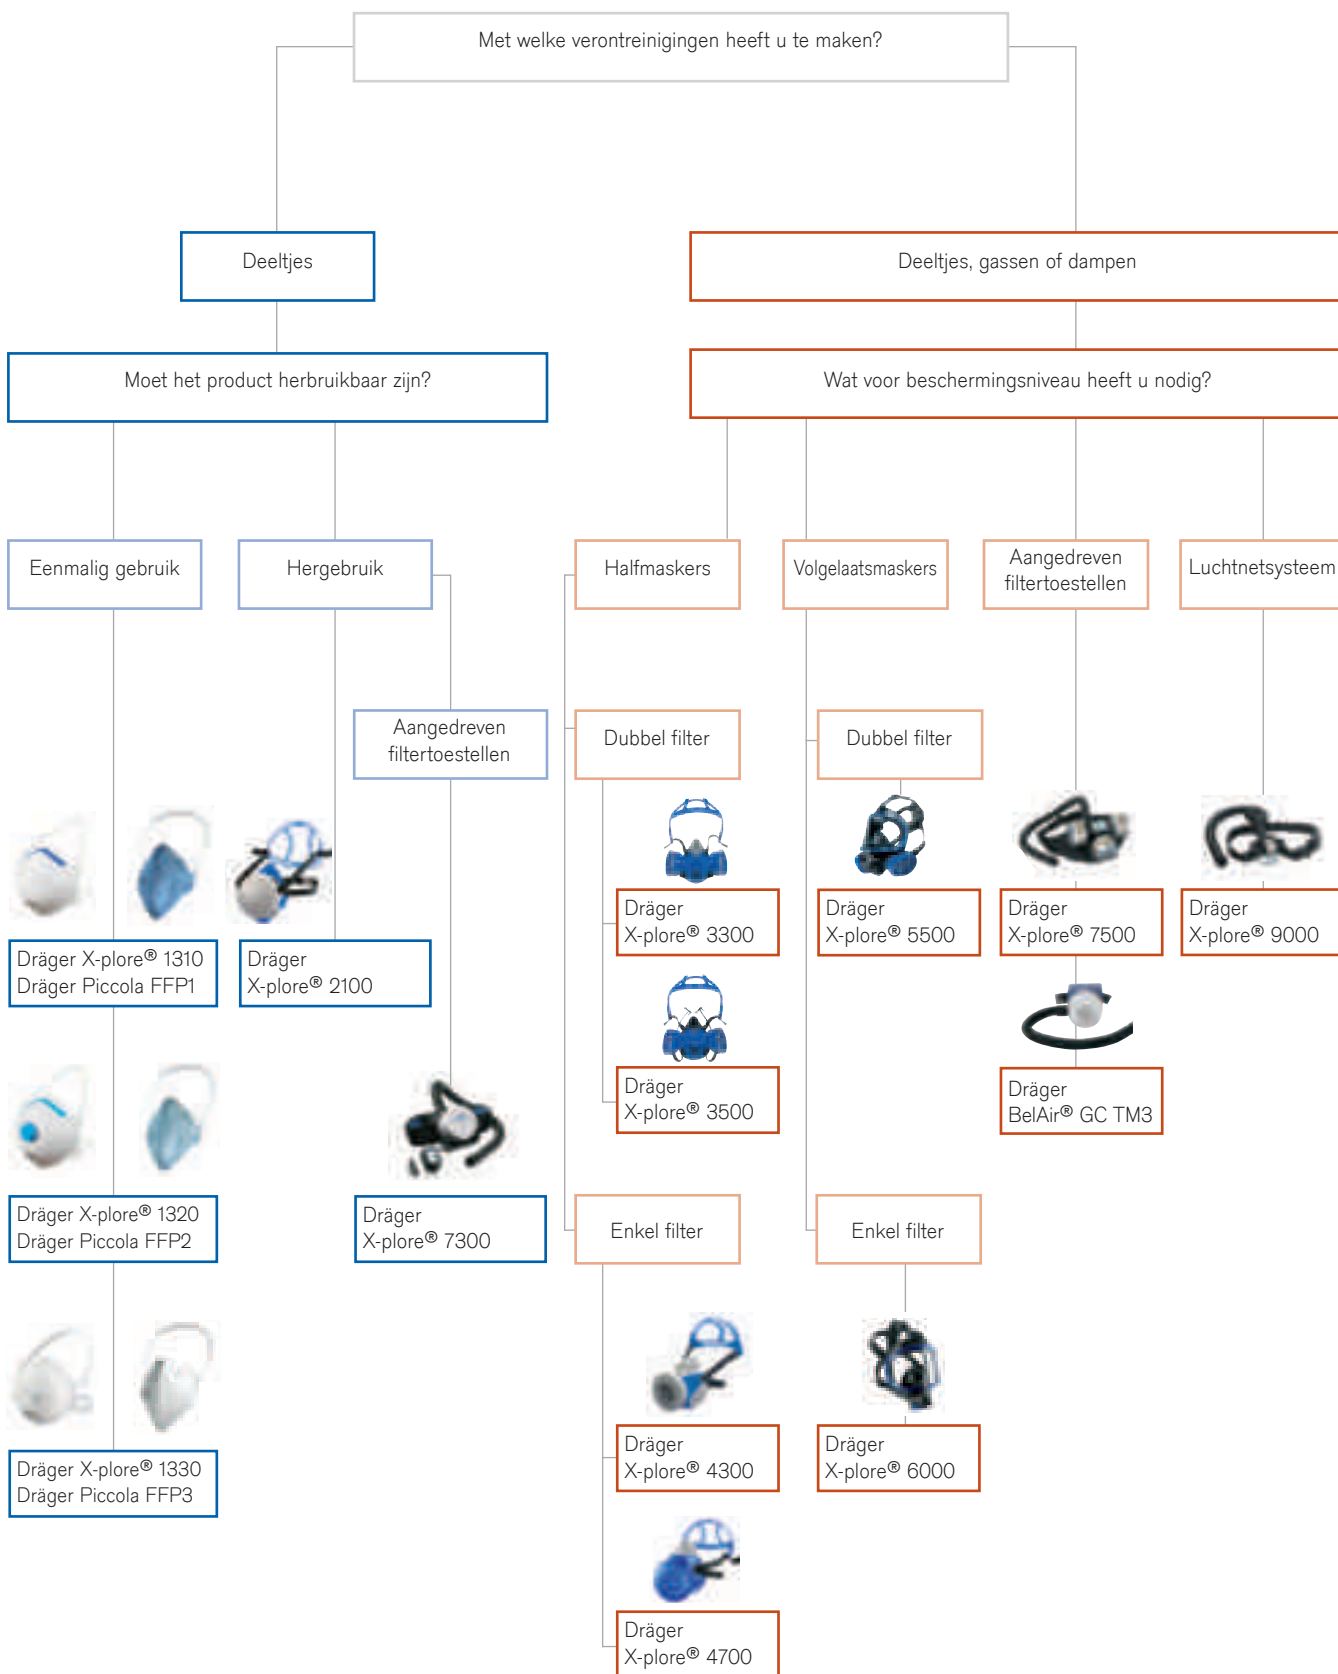 Met welke verontreinigingen heeft u te maken?
Deeltjes
Deeltjes, gassen of dampen
Moet het product herbruikbaar zijn?
Wat voor beschermingsniveau heeft u nodig?
Eenmalig gebruik
Hergebruik
Halfmaskers
Volgelaatsmaskers
Aangedreven
filtertoestellen
Luchtnetsysteem
Aangedreven
filtertoestellen
Dubbel filter
Dubbel filter
Dräger X-plore® 1310
Dräger Piccola FFP1
Dräger
X-plore® 2100
Dräger
X-plore® 3300
Dräger
X-plore® 5500
Dräger
X-plore® 7500
Dräger
X-plore® 9000
Dräger
X-plore® 3500
Dräger
BelAir® GC TM3
Dräger X-plore® 1320
Dräger Piccola FFP2
Dräger
X-plore® 7300
Enkel filter
Enkel filter
Dräger X-plore® 1330
Dräger Piccola FFP3
Dräger
X-plore® 4300
Dräger
X-plore® 6000
Dräger
X-plore® 4700